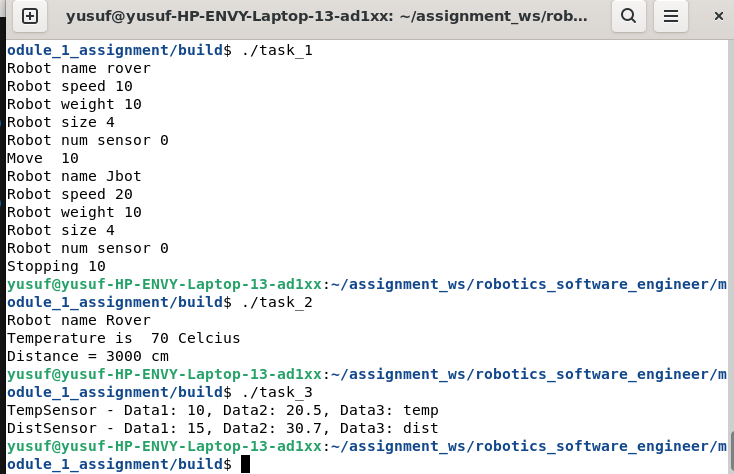 yusuf@yusuf-HP-ENVY-Laptop-13-ad1xx: ~/assignment_ws/rob...
odule_1_assignment/build$ ./task_1
Robot name rover
Robot speed 10
Robot weight 10
Robot size 4
Robot num sensor 0
Move  10
Robot name Jbot
Robot speed 20
Robot weight 10
Robot size 4
Robot num sensor 0
Stopping 10
yusuf@yusuf-HP-ENVY-Laptop-13-ad1xx:~/assignment_ws/robotics_software_engineer/m
odule_1_assignment/build$ ./task_2
Robot name Rover
Temperature is  70 Celcius
Distance = 3000 cm
yusuf@yusuf-HP-ENVY-Laptop-13-ad1xx:~/assignment_ws/robotics_software_engineer/m
odule_1_assignment/build$ ./task_3
TempSensor - Data1: 10, Data2: 20.5, Data3: temp
DistSensor - Data1: 15, Data2: 30.7, Data3: dist
yusuf@yusuf-HP-ENVY-Laptop-13-ad1xx:~/assignment_ws/robotics_software_engineer/m
odule_1_assignment/build$